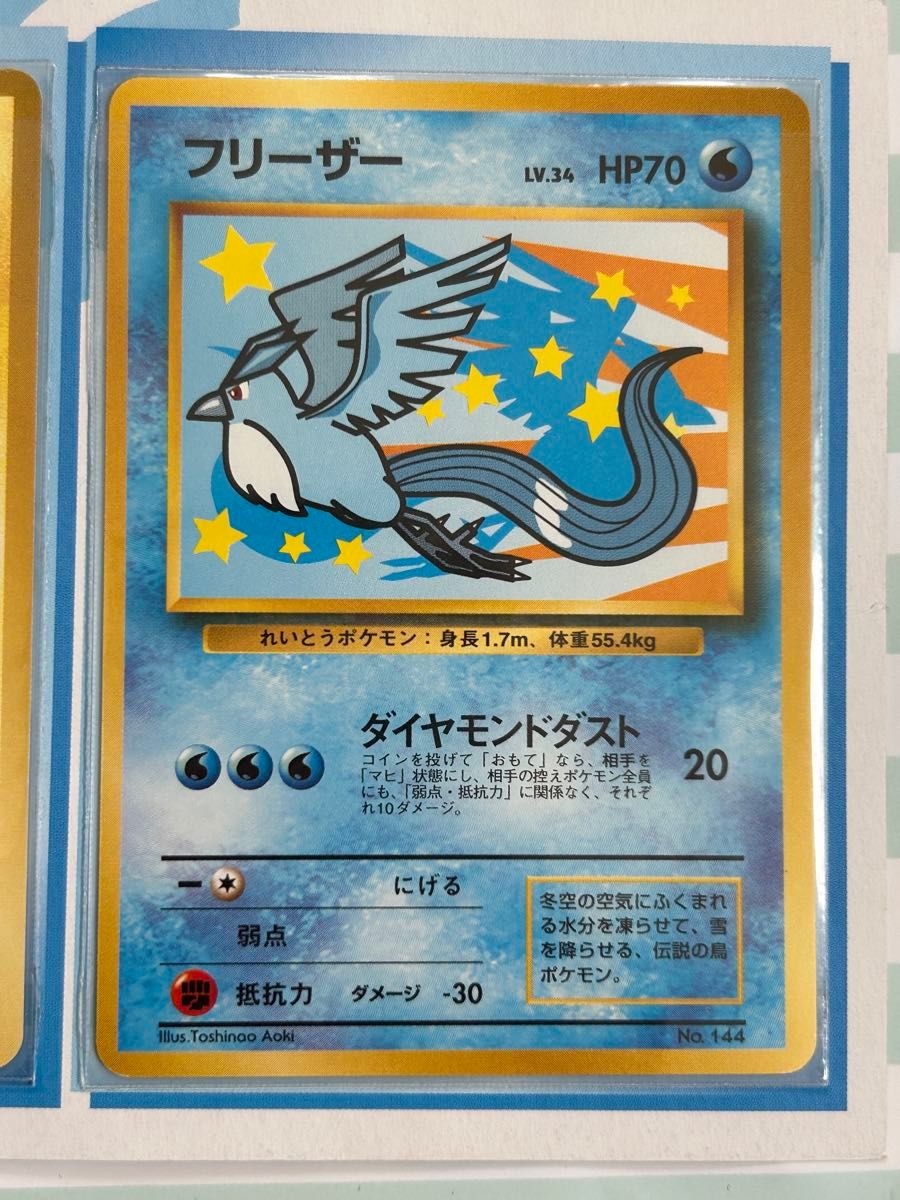 フリーザー LV.34 HP70
れいとうポケモン：身長1.7m、体重55.4kg
ダイヤモンドダスト 20
コインを投げて「おもて」なら、相手を
「マヒ」状態にし、相手の控えポケモン全員
にも、「弱点・抵抗力」に関係なく、それぞ
れ10ダメージ。
にげる
弱点
抵抗力 ダメージ -30
冬空の空気にふくまれ
る水分を凍らせて、雪
を降らせる、伝説の鳥
ポケモン。
Illus.Toshinao Aoki No. 144